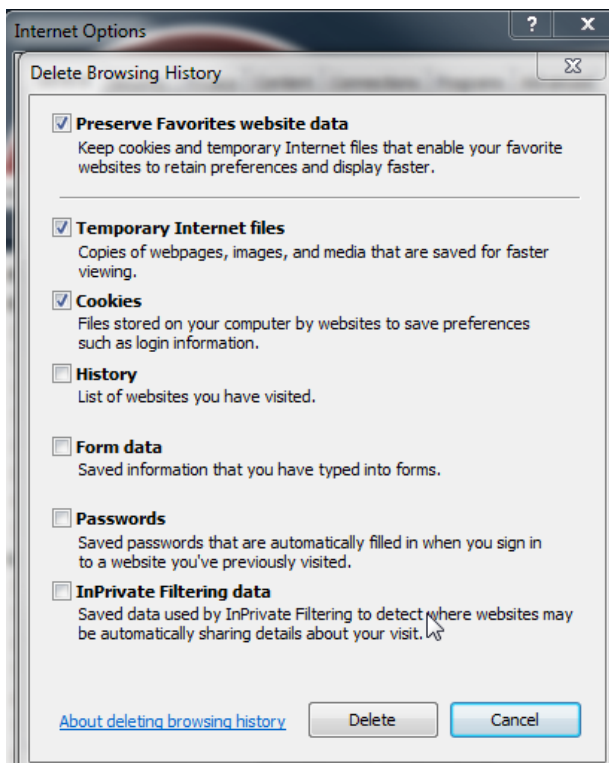 Internet Options
Delete Browsing History
Preserve Favorites website data
Keep cookies and temporary Internet files that enable your favorite
websites to retain preferences and display faster.
Temporary Internet files
Copies of webpages, images, and media that are saved for faster
viewing.
Cookies
Files stored on your computer by websites to save preferences
such as login information.
History
List of websites you have visited.
Form data
Saved information that you have typed into forms.
Passwords
Saved passwords that are automatically filled in when you sign in
to a website you've previously visited.
InPrivate Filtering data
Saved data used by InPrivate Filtering to detect where websites may
be automatically sharing details about your visit.
About deleting browsing history
Delete
Cancel